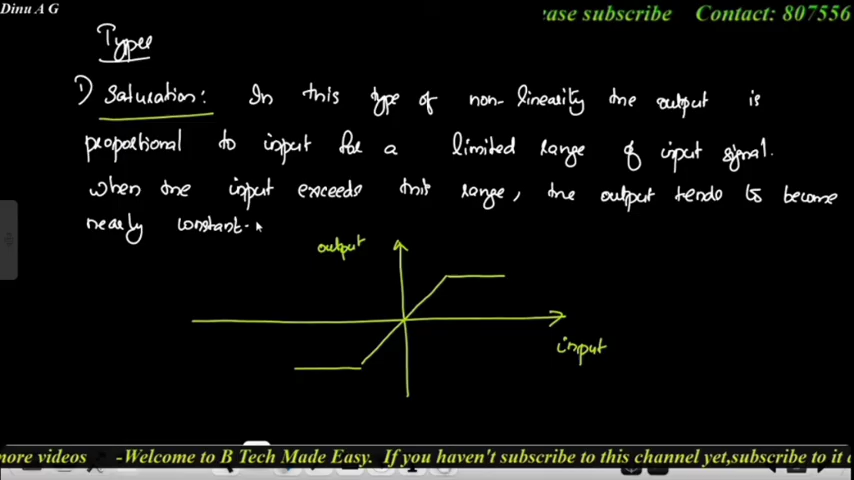 Dinu A G
ease subscribe Contact: 807556
Types
1) Saturation: In this type of non-linearity the output is
proportional to input for a limited range of input signal.
when the input exceeds this range, the output tends to become
nearly constant.
output
input
more videos -Welcome to B Tech Made Easy. If you haven't subscribe to this channel yet,subscribe to it a